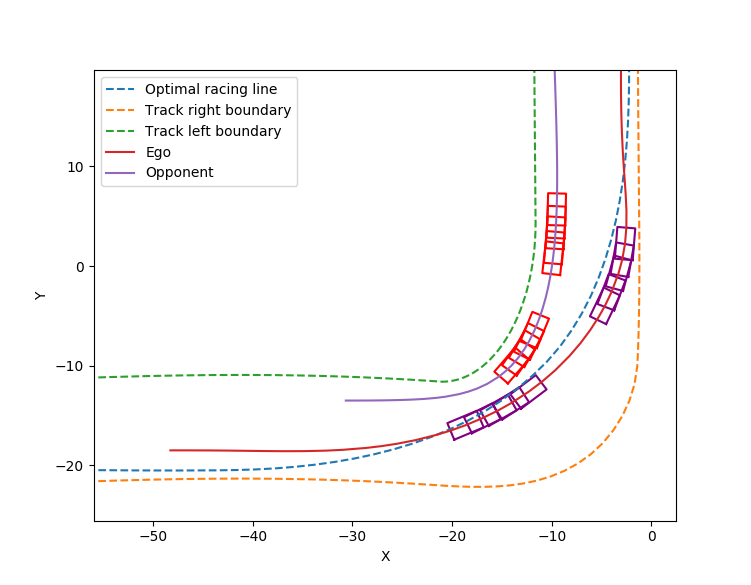 Optimal racing line
Track right boundary
Track left boundary
Ego
Opponent
10
0
−10
−20
Y
−50
−40
−30
−20
−10
0
X